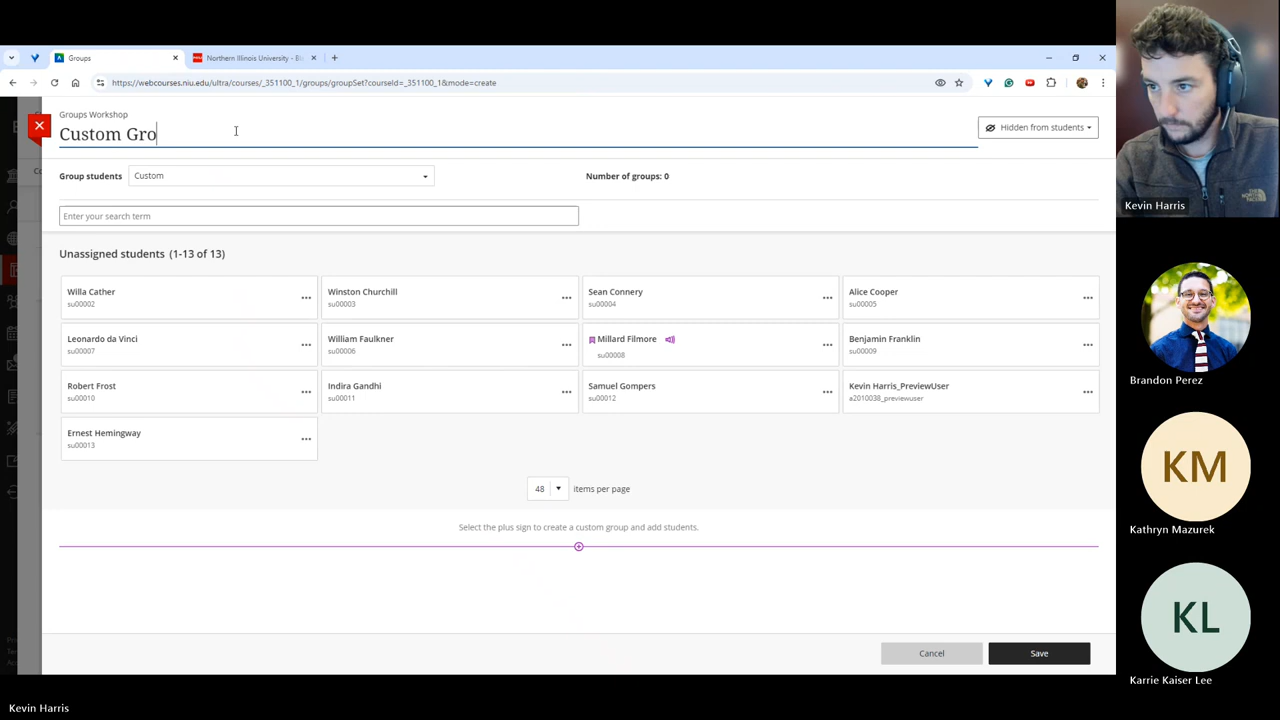 Groups
Northern Illinois University - Bl
https://webcourses.niu.edu/ultra/courses/_351100_1/groups/groupSet?courseId=_351100_1&mode=create
Groups Workshop
Custom Gro
Hidden from students
Group students
Custom
Number of groups: 0
Enter your search term
Unassigned students (1-13 of 13)
Willa Cather
su00002
Winston Churchill
su00003
Sean Connery
su00004
Alice Cooper
su00005
Leonardo da Vinci
su00007
William Faulkner
su00006
Millard Filmore
su00008
Benjamin Franklin
su00009
Robert Frost
su00010
Indira Gandhi
su00011
Samuel Gompers
su00012
Kevin Harris_PreviewUser
a2010038_previewuser
Ernest Hemingway
su00013
48
items per page
Select the plus sign to create a custom group and add students.
Cancel
Save
Kevin Harris
THE NORTH FACE
Brandon Perez
KM
Kathryn Mazurek
KL
Karrie Kaiser Lee
Kevin Harris